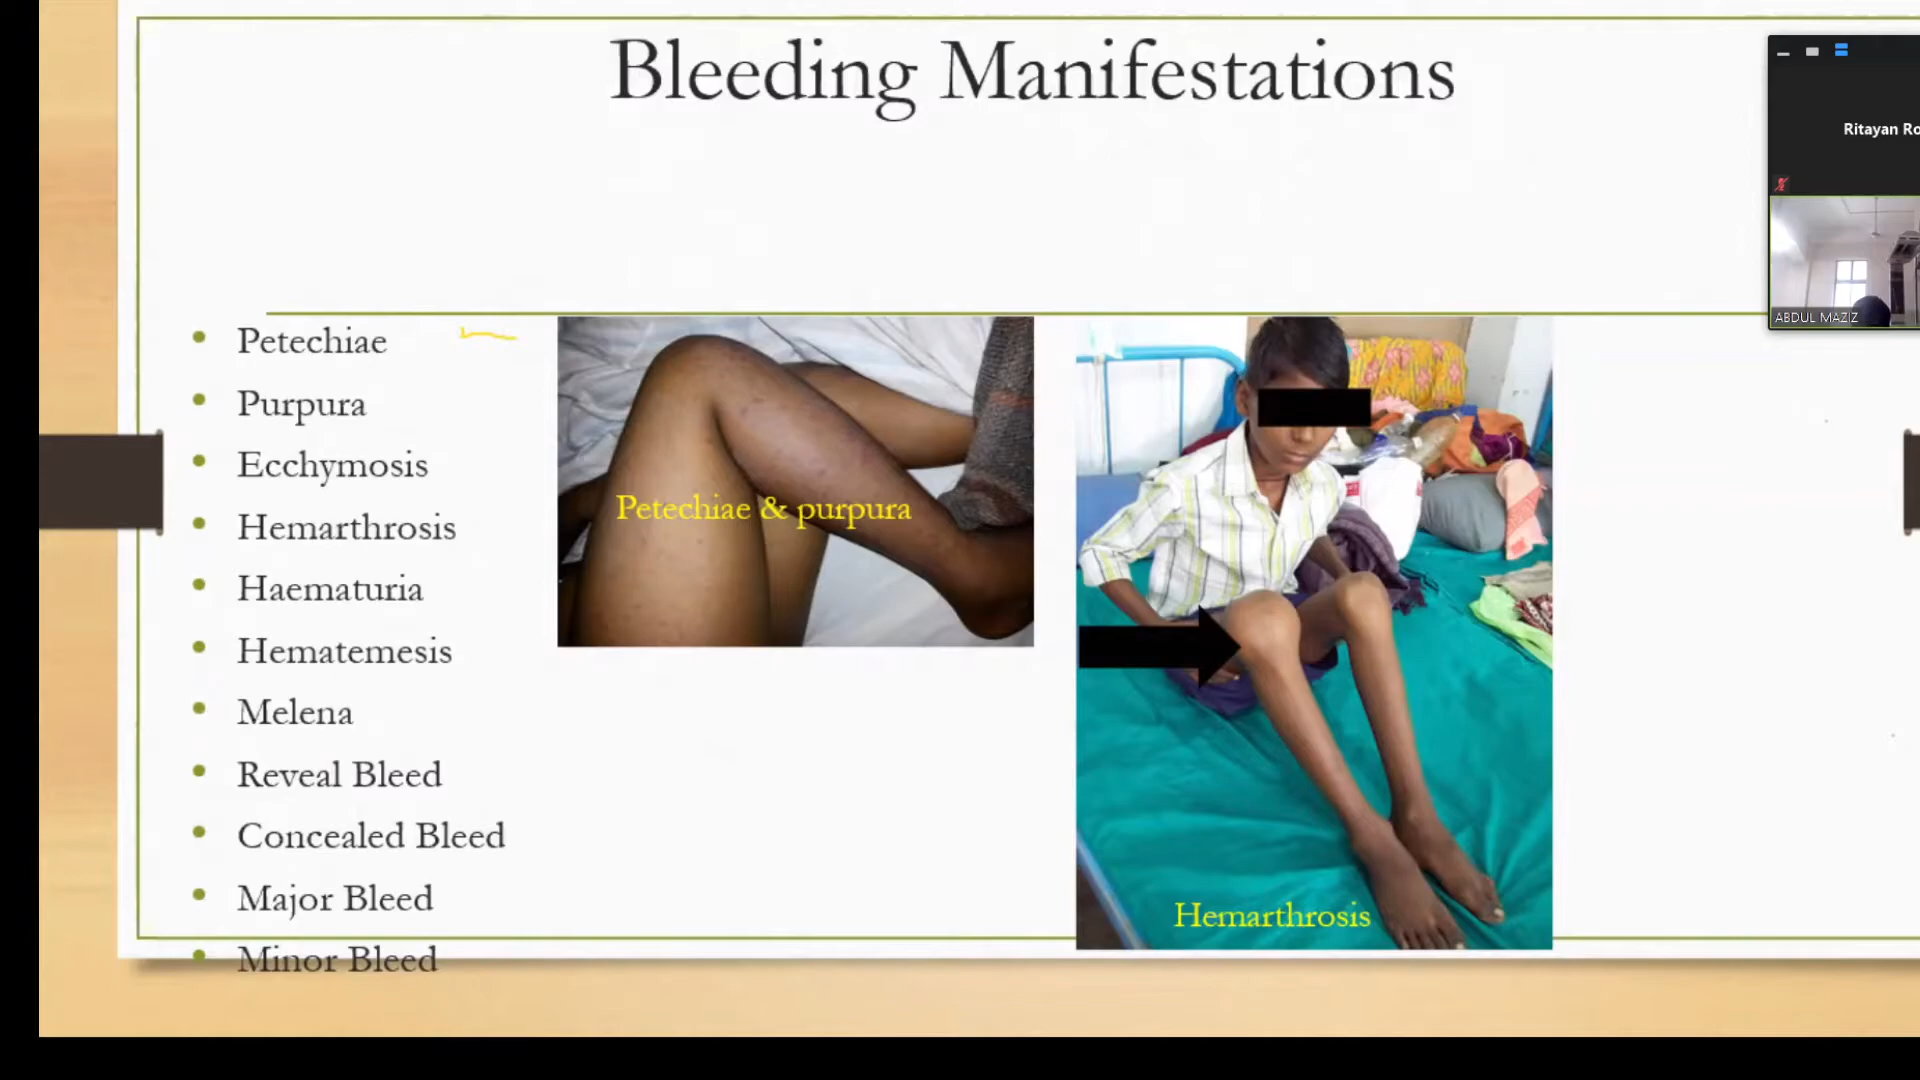 Bleeding Manifestations
Ritayan Ro
ABDUL MAZIZ
Petechiae
Purpura
Ecchymosis
Hemarthrosis
Haematuria
Hematemesis
Melena
Reveal Bleed
Concealed Bleed
Major Bleed
Minor Bleed
Petechiae & purpura
Hemarthrosis